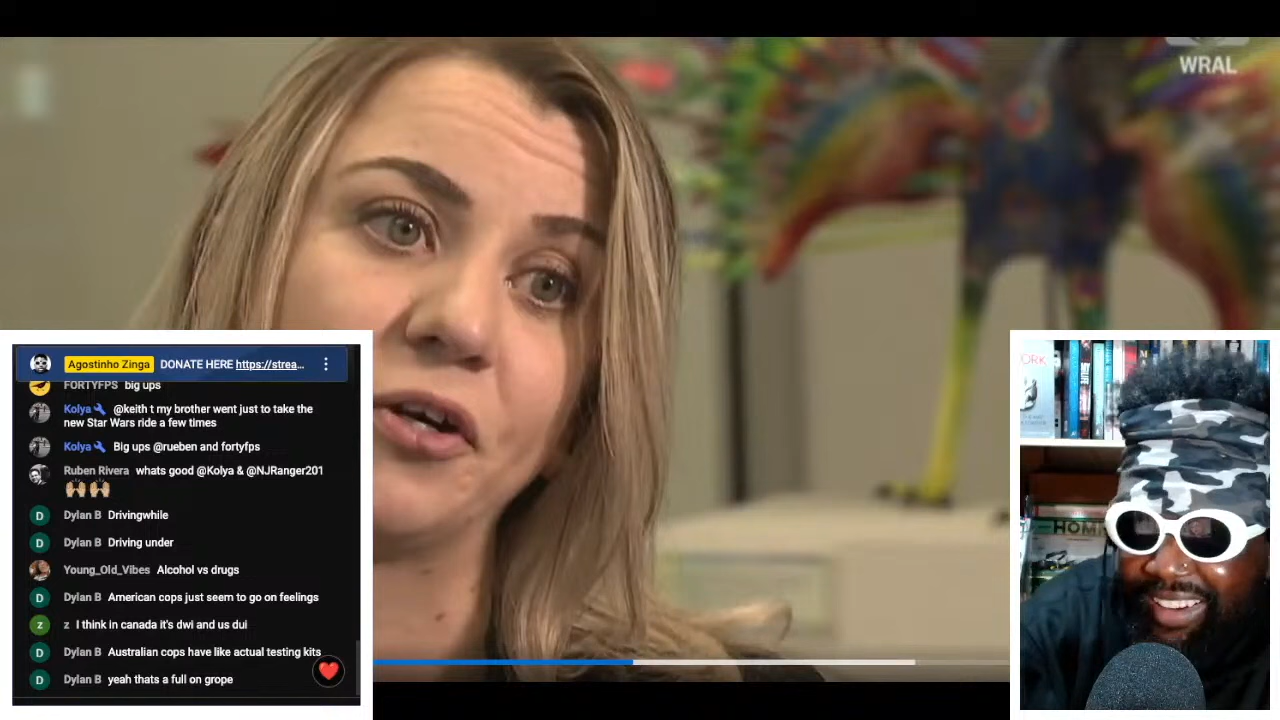 WRAL
Agostinho Zinga DONATE HERE https://strea...
FORTYFPS big ups
Kolya @keith t my brother went just to take the
new Star Wars ride a few times
Kolya Big ups @rueben and fortyfps
Ruben Rivera whats good @Kolya & @NJRanger201
D Dylan B Drivingwhile
D Dylan B Driving under
Young_Old_Vibes Alcohol vs drugs
D Dylan B American cops just seem to go on feelings
z z I think in canada it's dwi and us dui
D Dylan B Australian cops have like actual testing kits
D Dylan B yeah thats a full on grope
ORK